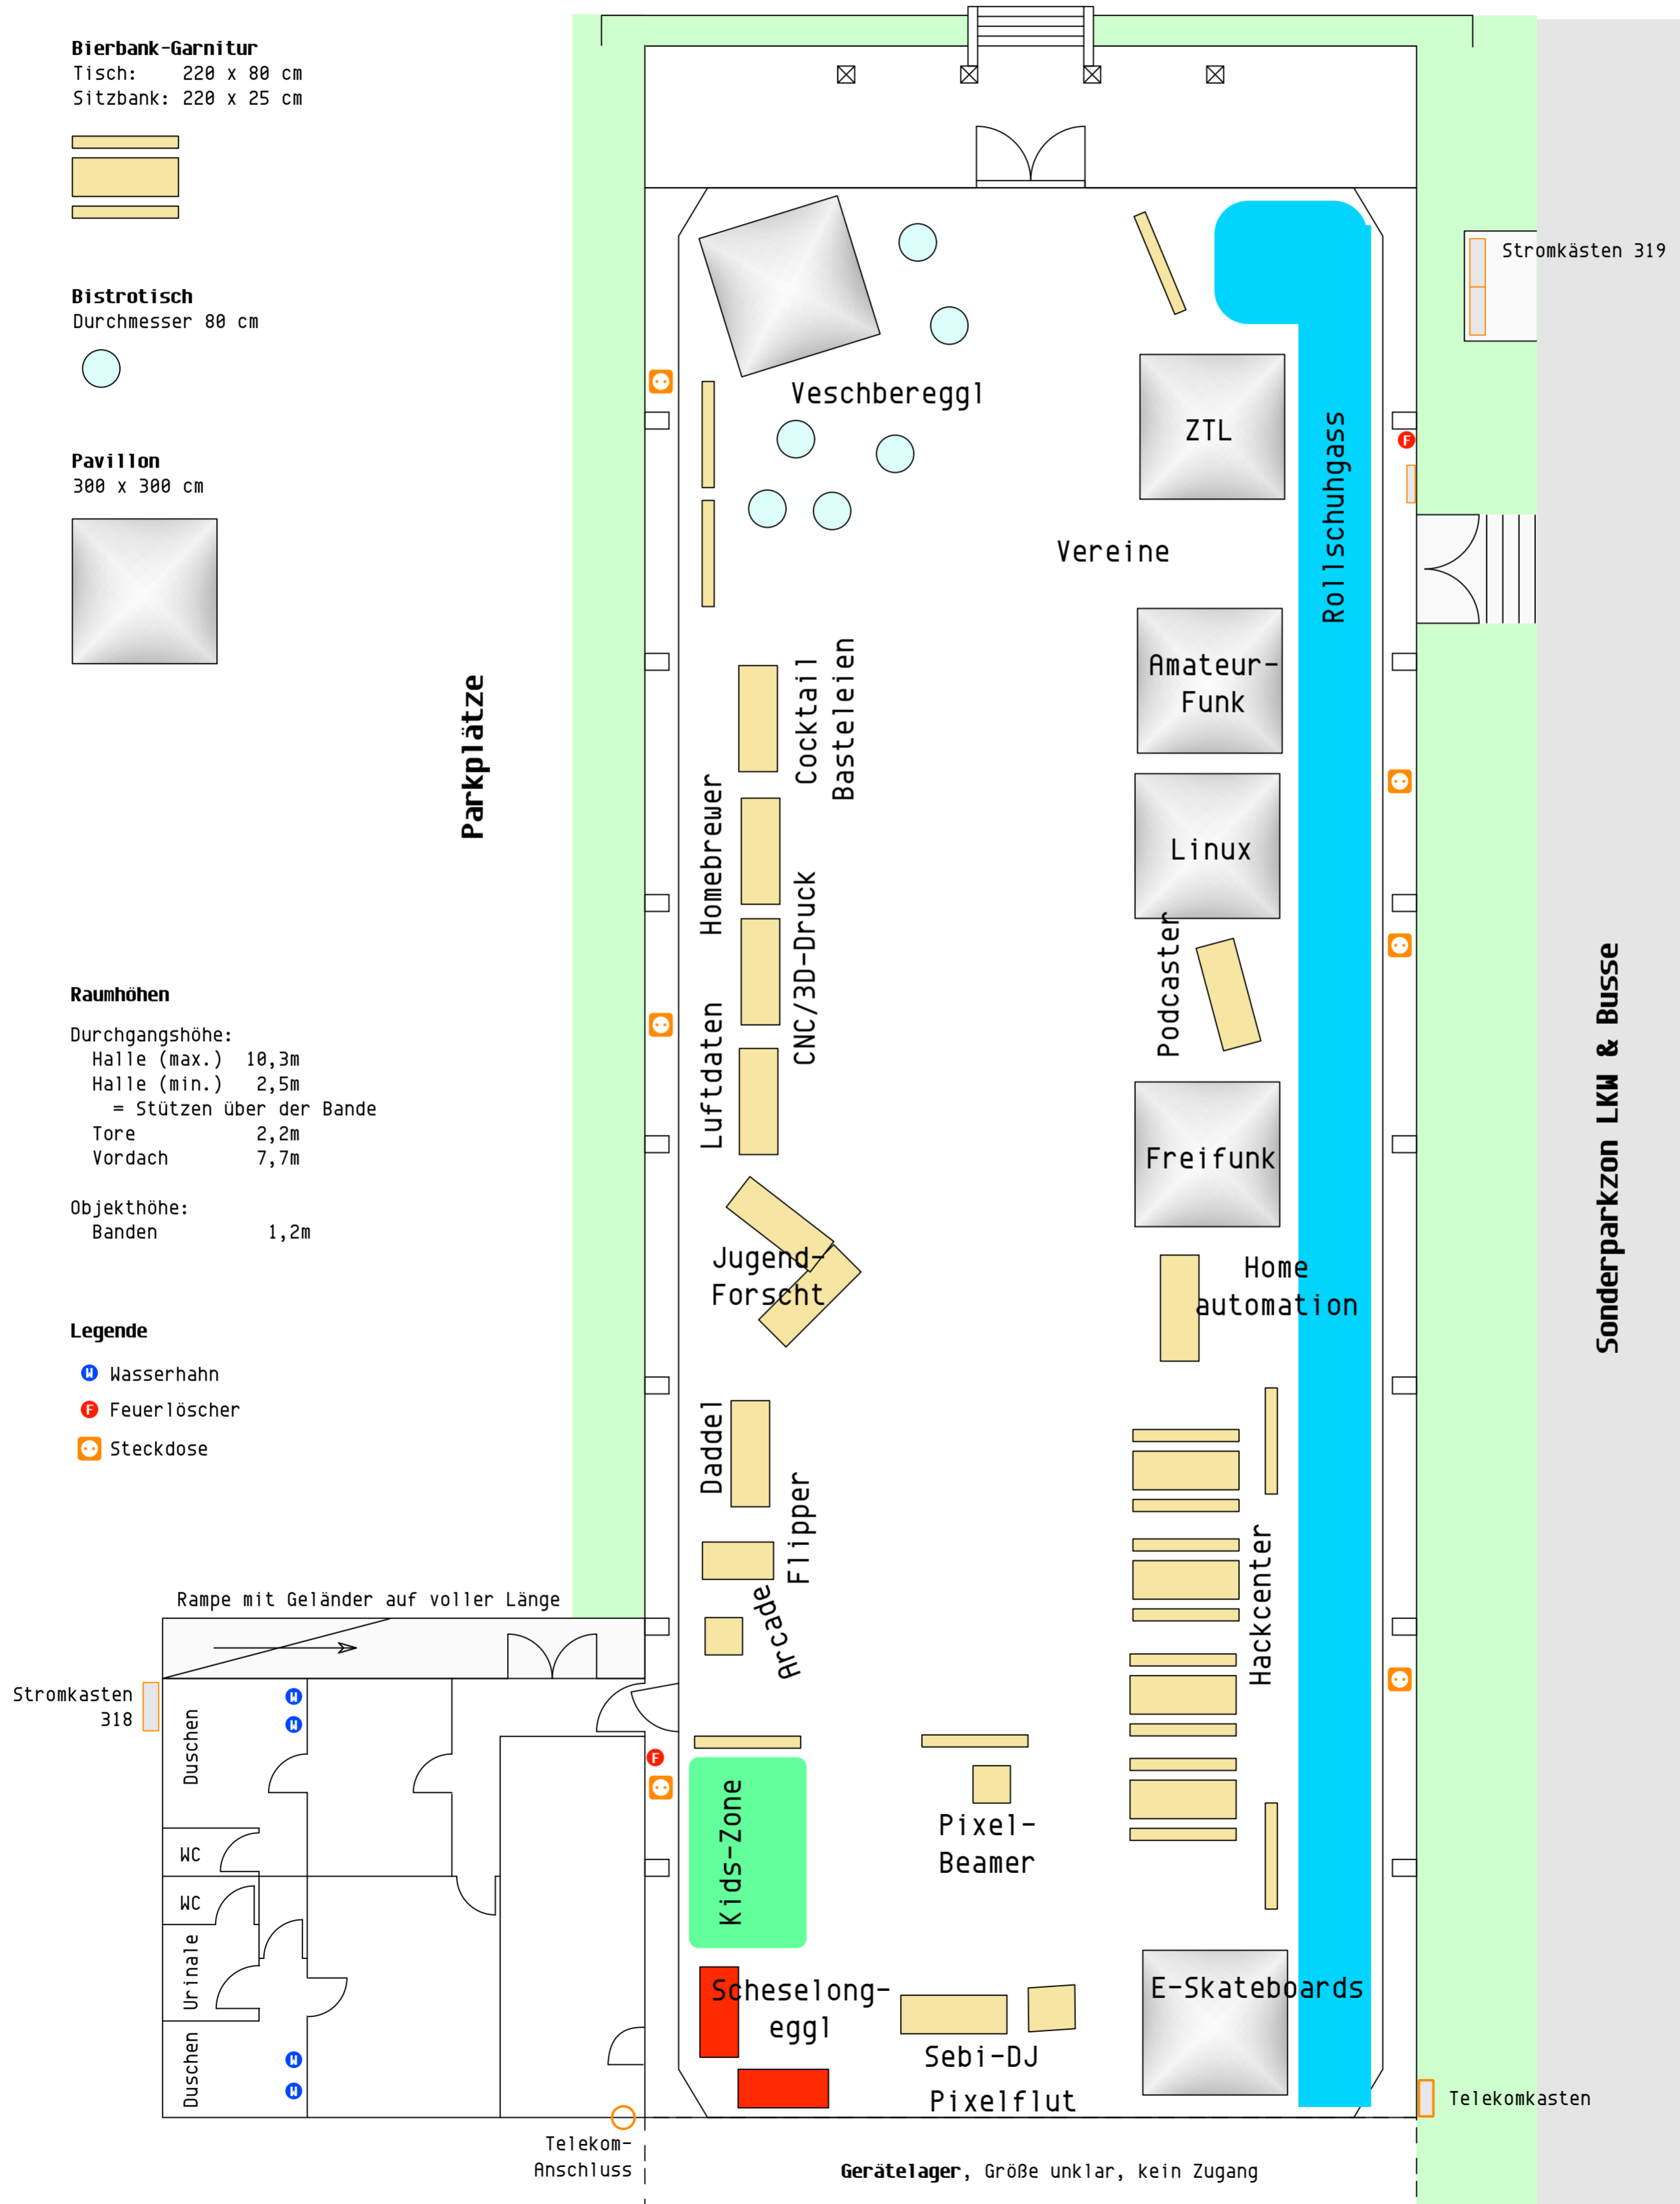 Bierbank-Garnitur
Tisch:    220 x 80 cm
Sitzbank: 220 x 25 cm
Bistrotisch
Durchmesser 80 cm
Pavillon
300 x 300 cm
Parkplätze
Raumhöhen
Durchgangshöhe:
Halle (max.)  10,3m
Halle (min.)   2,5m
= Stützen über der Bande
Tore           2,2m
Vordach        7,7m
Objekthöhe:
Banden          1,2m
Legende
W Wasserhahn
F Feuerlöscher
Steckdose
Rampe mit Geländer auf voller Länge
Stromkasten
318
Duschen
W
W
WC
WC
Urinale
Duschen
W
W
Telekom-
Anschluss
Veschbereggl
ZTL
Vereine
Rollschuhgass
F
Stromkästen 319
Cocktail
Basteleien
Amateur-
Funk
Homebrewer
Linux
CNC/3D-Druck
Podcaster
Luftdaten
Freifunk
Jugend-
Forscht
Home
automation
Daddel
Flipper
Arcade
Hackcenter
F
Kids-Zone
Pixel-
Beamer
Scheselong-
eggl
Sebi-DJ
Pixelflut
E-Skateboards
Sonderparkzon LKW & Busse
Telekomkasten
Gerätelager, Größe unklar, kein Zugang